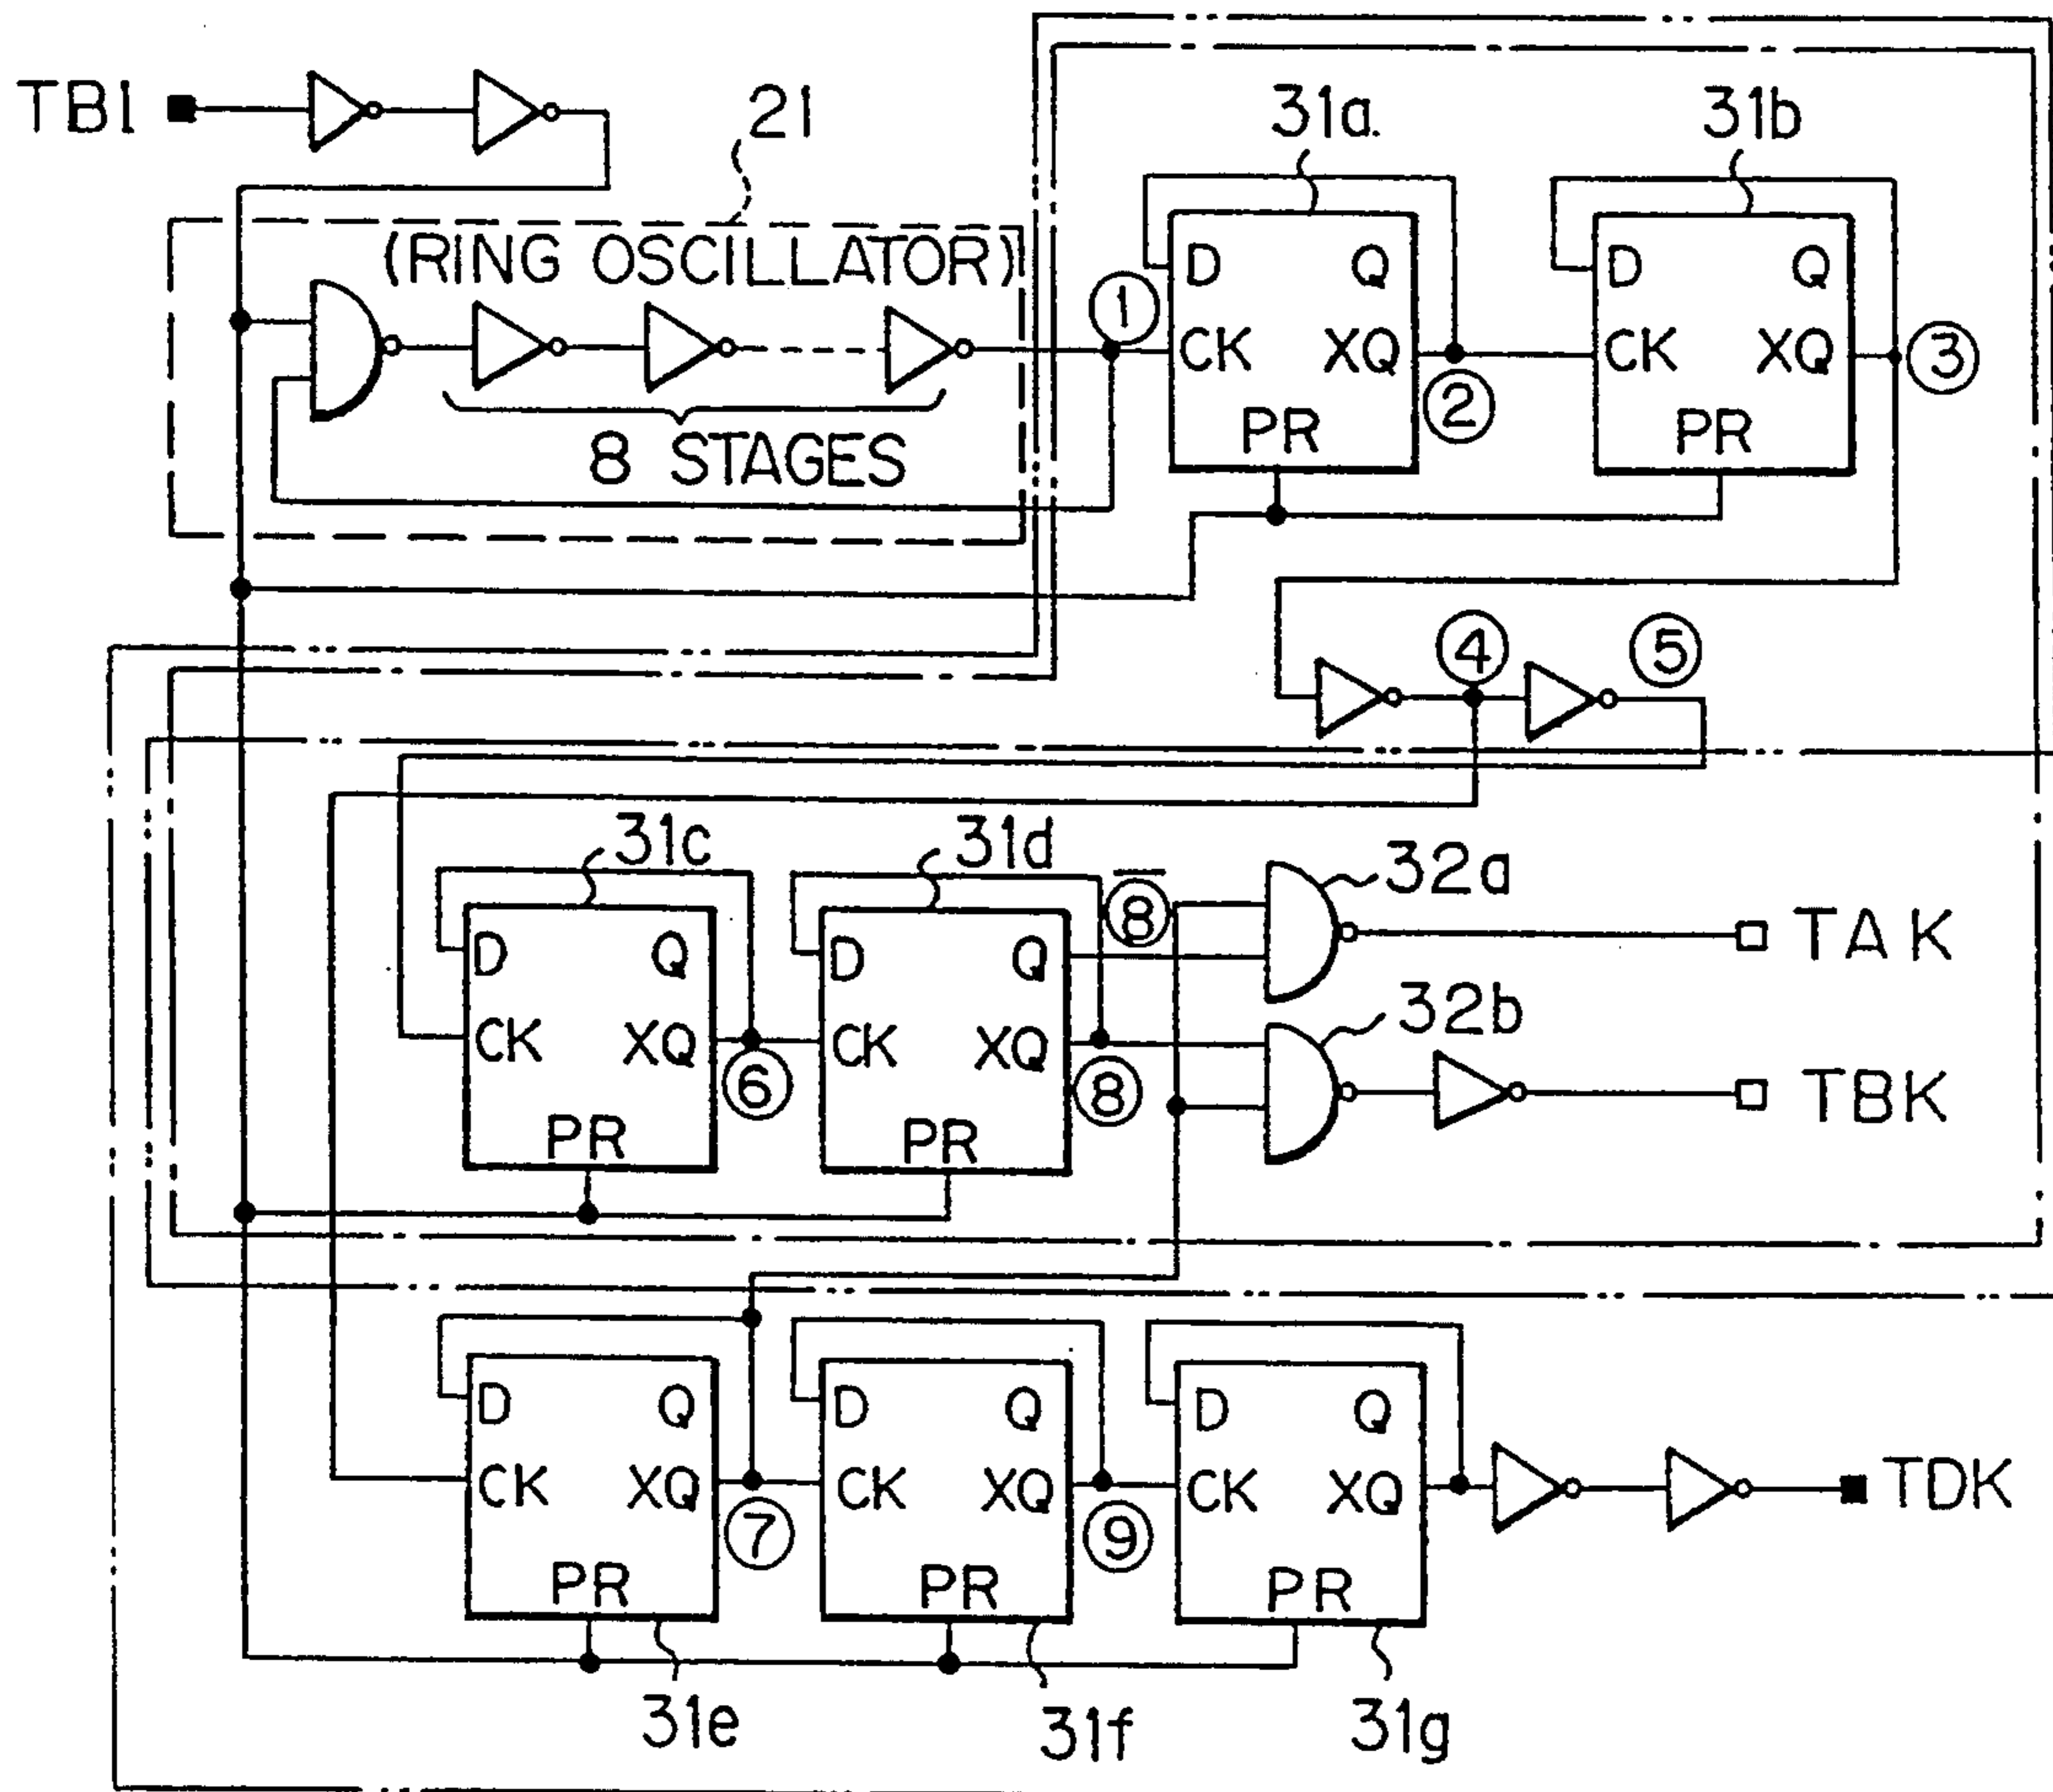 TB1
21
(RING OSCILLATOR)
8 STAGES
31a.
31b
①
D
Q
CK
XQ
PR
②
D
Q
CK
XQ
PR
③
④
⑤
31c
31d
D
Q
CK
XQ
PR
⑥
D
Q
CK
XQ
PR
⑧
⑧
32a
TAK
32b
TBK
D
Q
CK
XQ
PR
⑦
D
Q
CK
XQ
PR
⑨
D
Q
CK
XQ
PR
TDK
31e
31f
31g